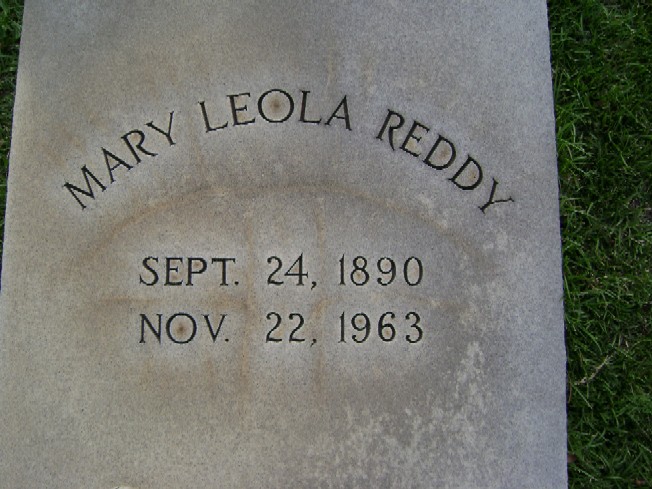 MARY LEOLA REDDY
SEPT. 24, 1890
NOV. 22, 1963